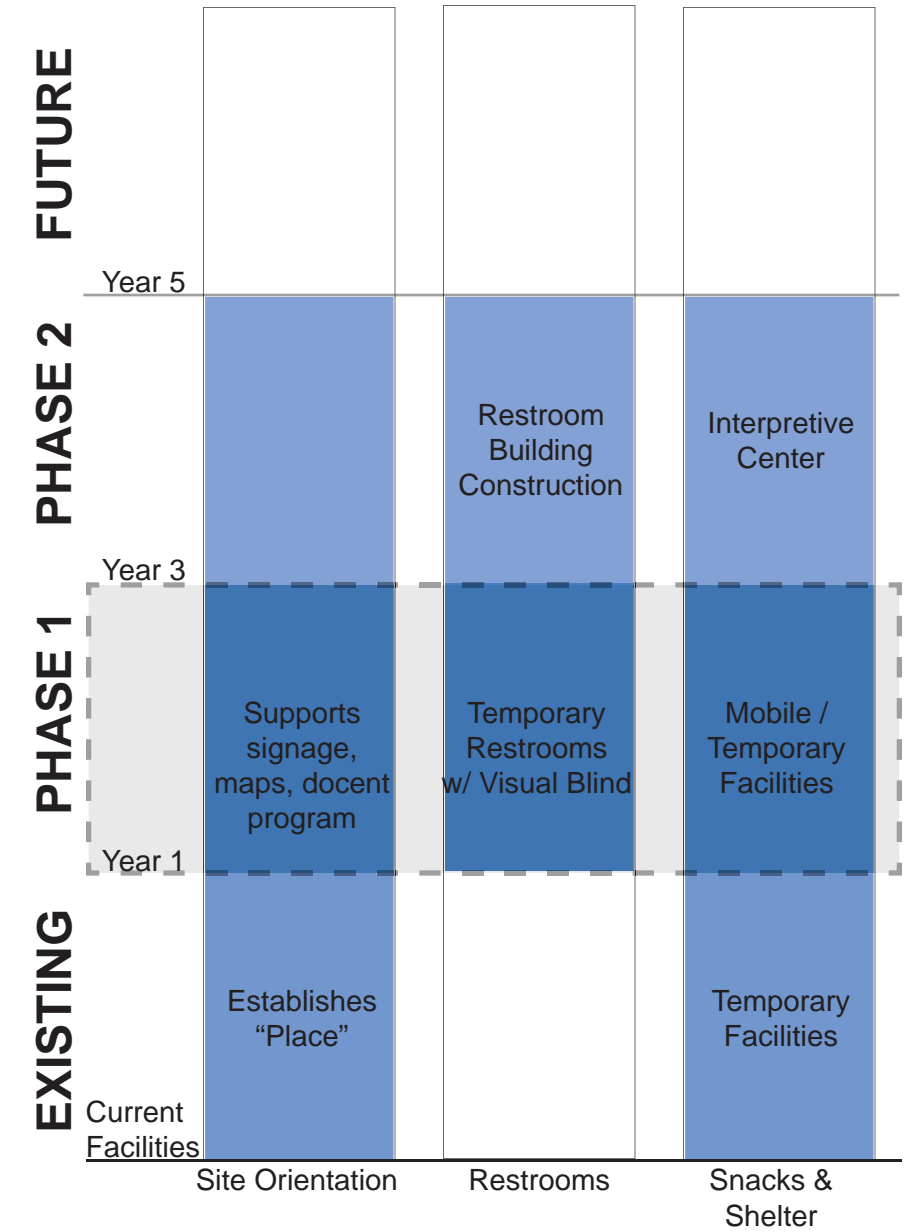 FUTURE
Year 5
PHASE 2
Restroom
Building
Construction
Interpretive
Center
Year 3
PHASE 1
Supports
signage,
maps, docent
program
Temporary
Restrooms
w/ Visual Blind
Mobile /
Temporary
Facilities
Year 1
EXISTING
Establishes
“Place”
Temporary
Facilities
Current
Facilities
Site Orientation
Restrooms
Snacks &
Shelter